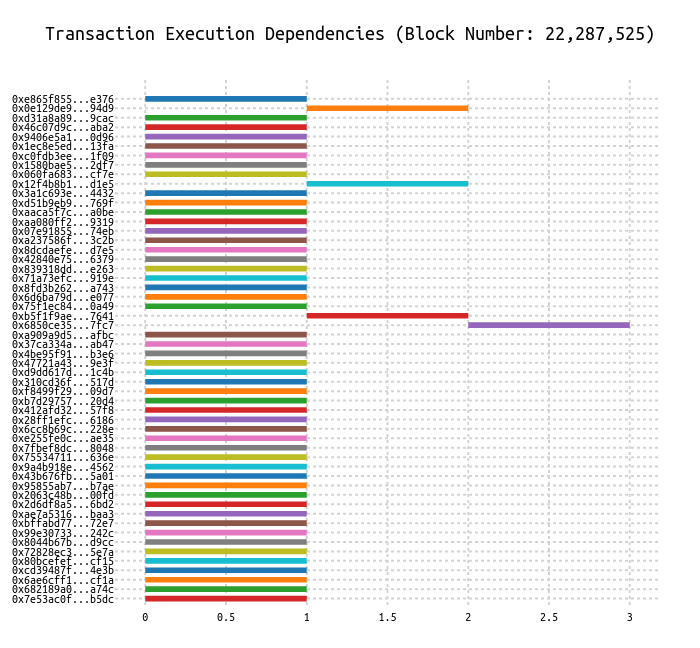 Transaction Execution Dependencies (Block Number: 22,287,525)
0xe865f855...e376
0x0e129de9...94d9
0xd31a8a89...9cac
0x46c07d9c...aba2
0x9406e5a1...0d96
0x1ec8e5ed...13fa
0xc0fdb3ee...1f09
0x1580bae5...2df7
0x060fa683...cf7e
0x12f4b8b1...d1e5
0x3a1c693e...4432
0xd51b9eb9...769f
0xaaca5f7c...a0be
0xaa080ff2...9319
0x07e91855...74eb
0xa237586f...3c2b
0x8dcdaefe...d7e5
0x42840e75...6379
0x839318dd...e263
0x71a73efc...919e
0x8fd3b262...a743
0x6d6ba79d...e077
0x75f1ec84...0a49
0xb5f1f9ae...7641
0x6850ce35...7fc7
0xa909a9d5...afbc
0x37ca334a...ab47
0x4be95f91...b3e6
0x47721a43...9e3f
0xd9dd617d...1c4b
0x310cd36f...517d
0xf8499f29...09d7
0xb7d29757...20d4
0x412afd32...57f8
0x28ff1efc...6186
0x6cc8b69c...228e
0xe255fe0c...ae35
0x7fbef8dc...8048
0x75534711...636e
0x9a4b918e...4562
0x43b676fb...5a01
0x95855ab7...b7ae
0x2063c48b...00fd
0x2d6df8a5...6bd2
0xae7a5316...baa3
0xbffabd77...72e7
0x99e30733...242c
0x8044b67b...d9cc
0x72828ec3...5e7a
0x80bcefef...cf15
0xcd39487f...4e3b
0x6ae6cff1...cf1a
0x682189a0...a74c
0x7e53ac0f...b5dc
0 0.5 1 1.5 2 2.5 3